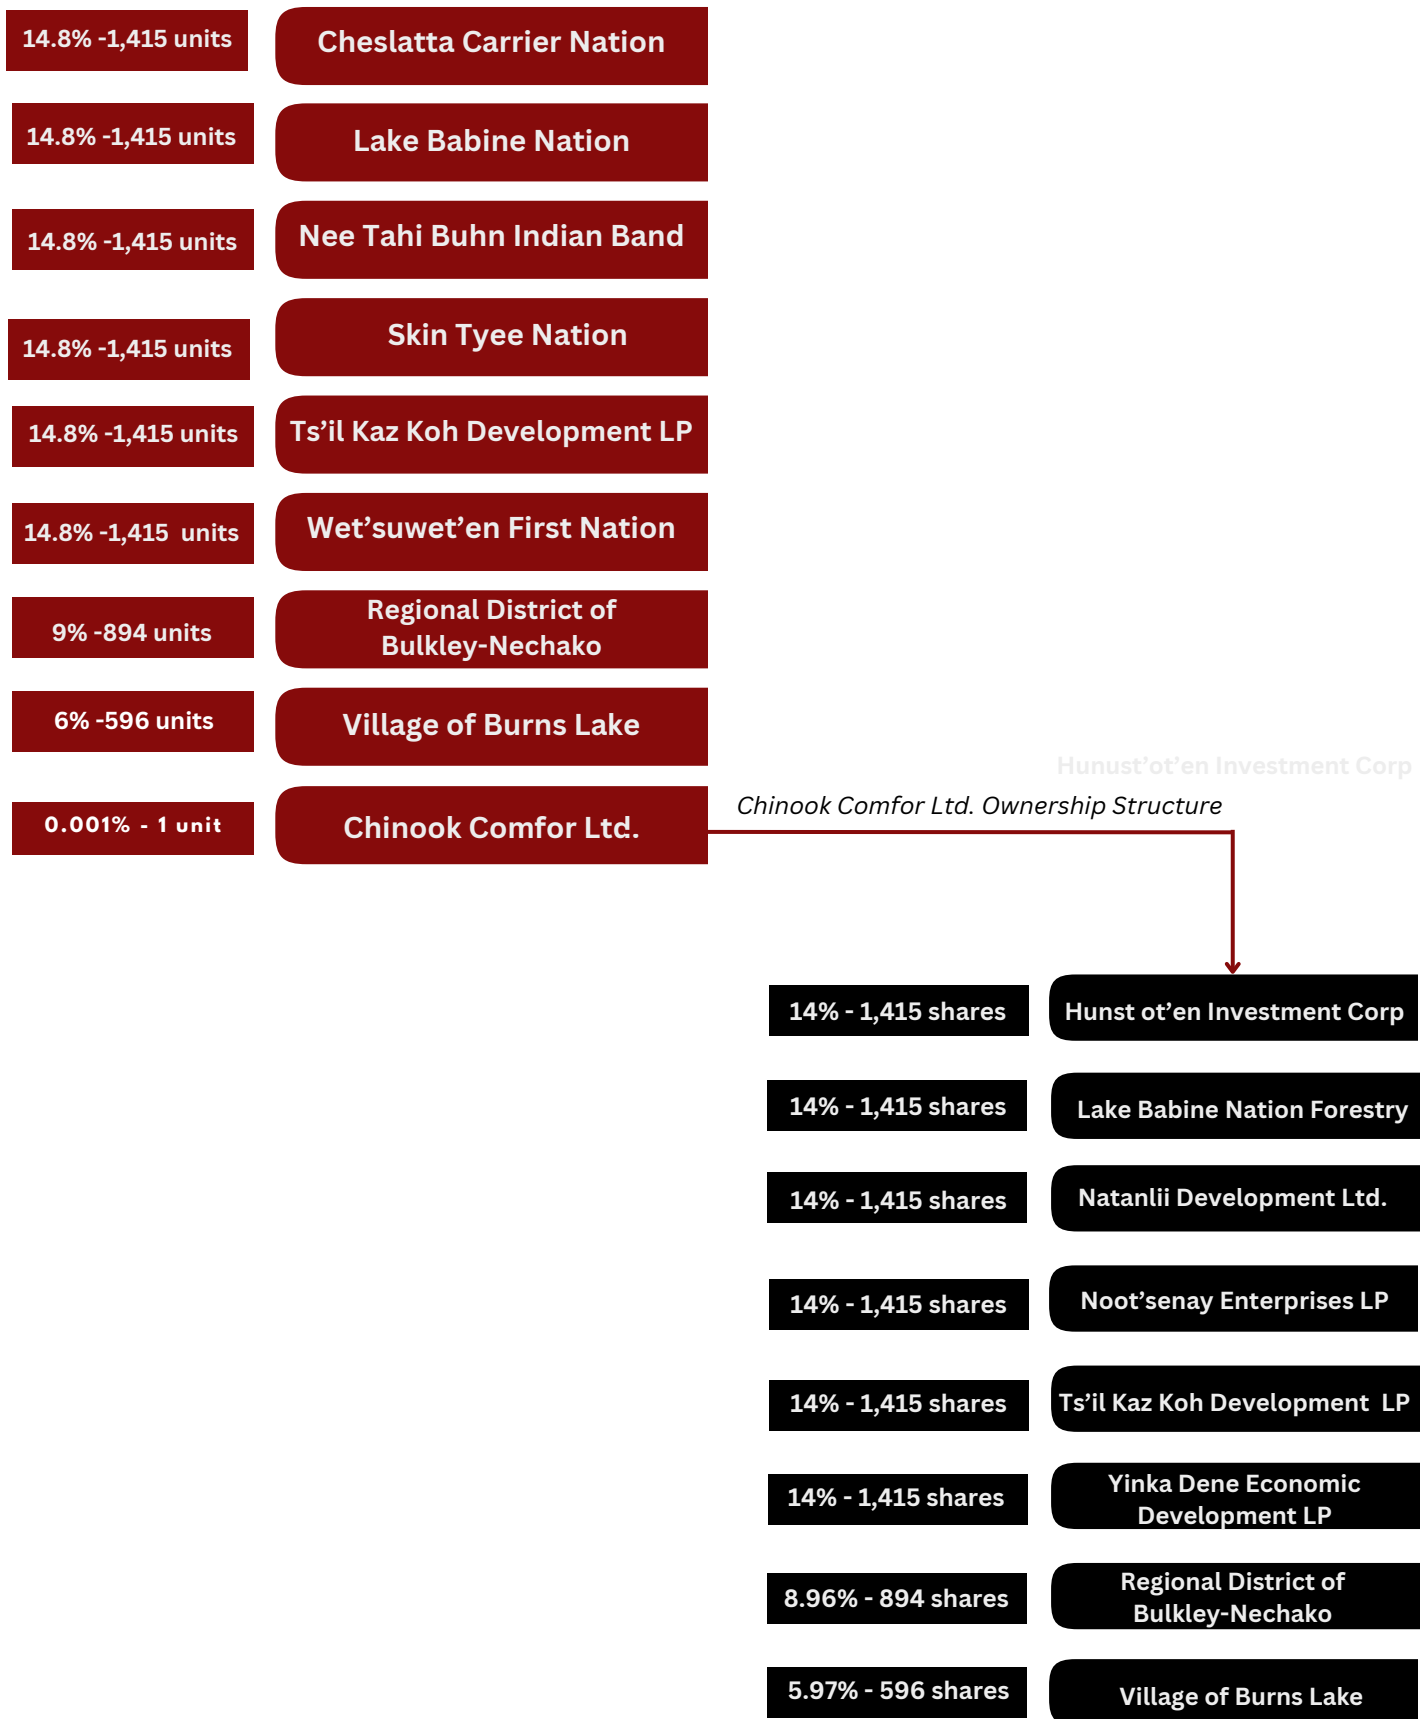 14.8% -1,415 units
Cheslatta Carrier Nation
14.8% -1,415 units
Lake Babine Nation
14.8% -1,415 units
Nee Tahi Buhn Indian Band
14.8% -1,415 units
Skin Tyee Nation
14.8% -1,415 units
Ts’il Kaz Koh Development LP
14.8% -1,415 units
Wet’suwet’en First Nation
9% -894 units
Regional District of
Bulkley-Nechako
6% -596 units
Village of Burns Lake
Hunust’ot’en Investment Corp
0.001% - 1 unit
Chinook Comfor Ltd.
Chinook Comfor Ltd. Ownership Structure
14% - 1,415 shares
Hunst ot’en Investment Corp
14% - 1,415 shares
Lake Babine Nation Forestry
14% - 1,415 shares
Natanlii Development Ltd.
14% - 1,415 shares
Noot’senay Enterprises LP
14% - 1,415 shares
Ts’il Kaz Koh Development LP
14% - 1,415 shares
Yinka Dene Economic
Development LP
8.96% - 894 shares
Regional District of
Bulkley-Nechako
5.97% - 596 shares
Village of Burns Lake